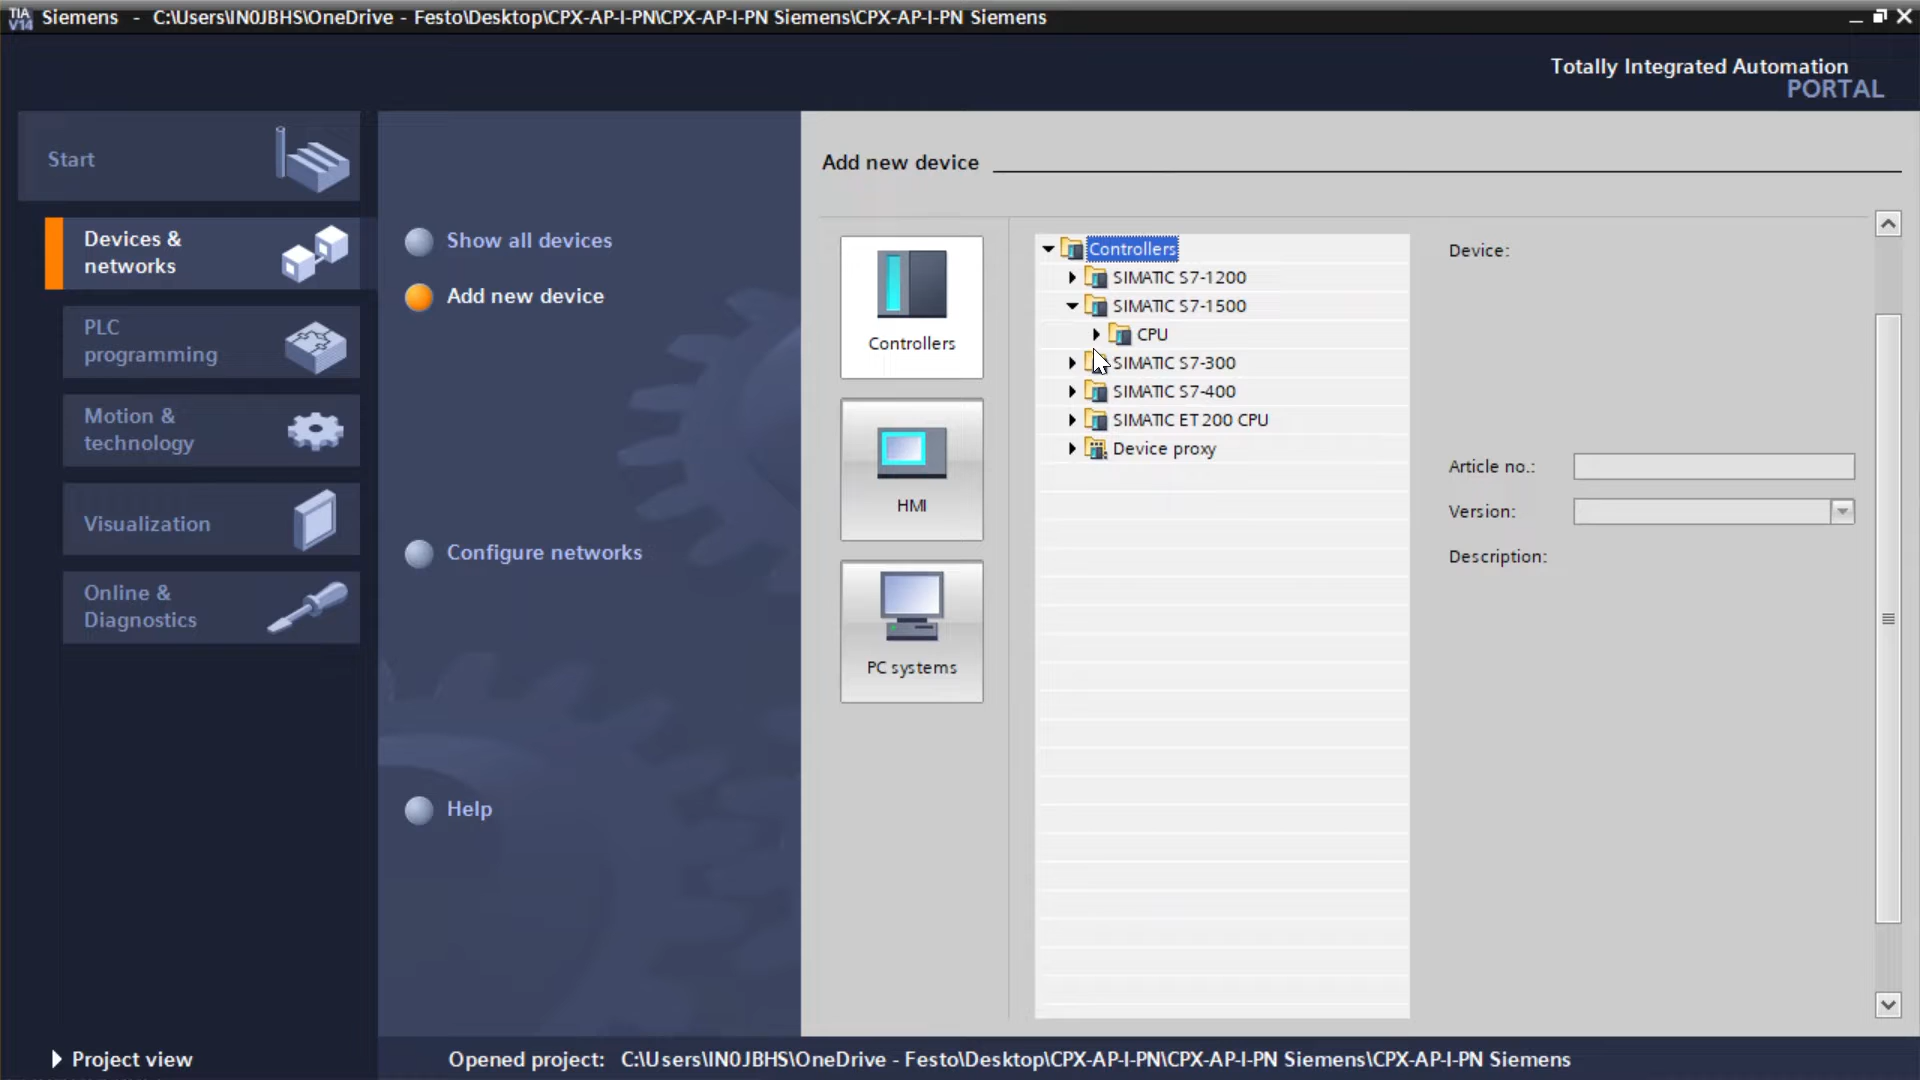 TIA
V14
Siemens - C:\Users\IN0JBHS\OneDrive - Festo\Desktop\CPX-AP-I-PN\CPX-AP-I-PN Siemens\CPX-AP-I-PN Siemens
Totally Integrated Automation
PORTAL
Start
Devices &
networks
PLC
programming
Motion &
technology
Visualization
Online &
Diagnostics
Show all devices
Add new device
Configure networks
Help
Add new device
Controllers
HMI
PC systems
Controllers
SIMATIC S7-1200
SIMATIC S7-1500
CPU
SIMATIC S7-300
SIMATIC S7-400
SIMATIC ET 200 CPU
Device proxy
Device:
Article no.:
Version:
Description:
Project view
Opened project: C:\Users\IN0JBHS\OneDrive - Festo\Desktop\CPX-AP-I-PN\CPX-AP-I-PN Siemens\CPX-AP-I-PN Siemens